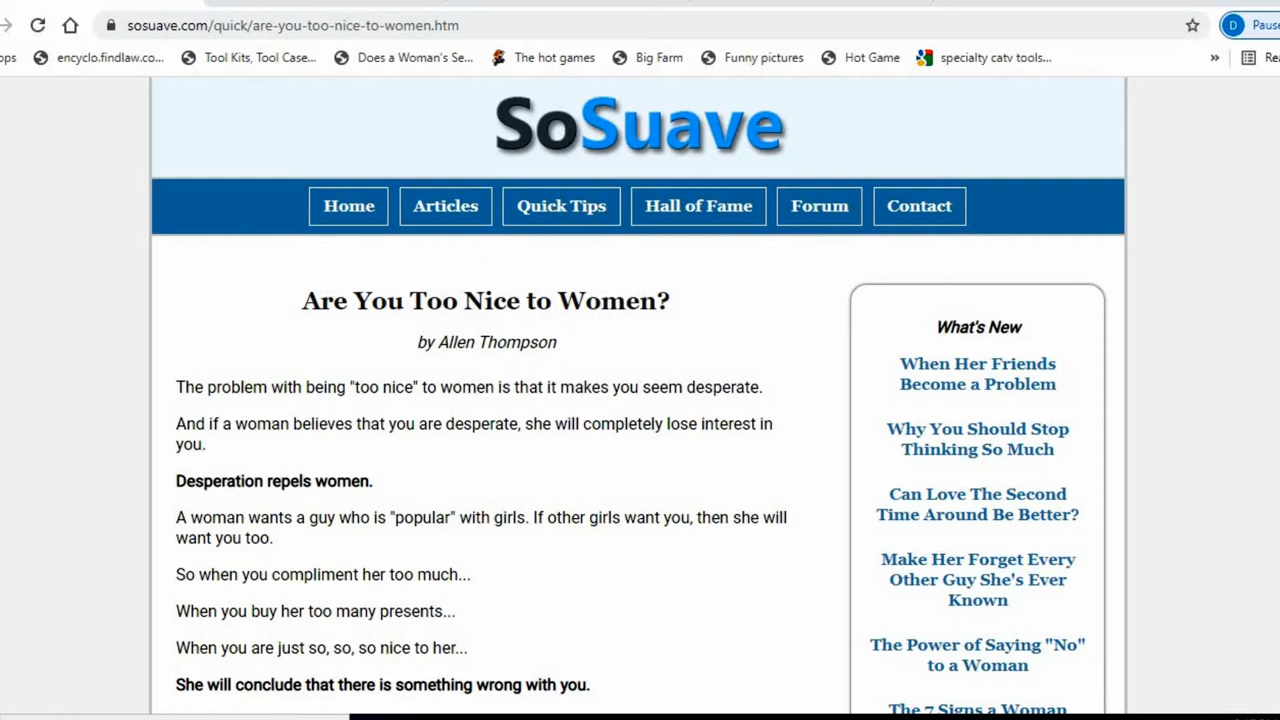 sosuave.com/quick/are-you-too-nice-to-women.htm
D
Pause
ops
encyclo.findlaw.co...
Tool Kits, Tool Case...
Does a Woman's Se...
The hot games
Big Farm
Funny pictures
Hot Game
specialty catv tools...
»
Rea
SoSuave
Home
Articles
Quick Tips
Hall of Fame
Forum
Contact
Are You Too Nice to Women?
by Allen Thompson
The problem with being "too nice" to women is that it makes you seem desperate.
And if a woman believes that you are desperate, she will completely lose interest in
you.
Desperation repels women.
A woman wants a guy who is "popular" with girls. If other girls want you, then she will
want you too.
So when you compliment her too much...
When you buy her too many presents...
When you are just so, so, so nice to her...
She will conclude that there is something wrong with you.
What's New
When Her Friends
Become a Problem
Why You Should Stop
Thinking So Much
Can Love The Second
Time Around Be Better?
Make Her Forget Every
Other Guy She's Ever
Known
The Power of Saying "No"
to a Woman
The 7 Signs a Woman